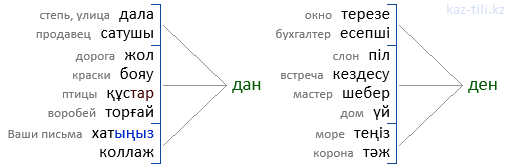 kaz-tili.kz
степь, улица дала
продавец сатушы
дорога жол
краски бояу
птицы құстар
воробей торғай
Ваши письма хатыңыз
коллаж
дан
окно терезе
бухгалтер есепші
слон піл
встреча кездесу
мастер шебер
дом үй
море теңіз
корона тәж
ден